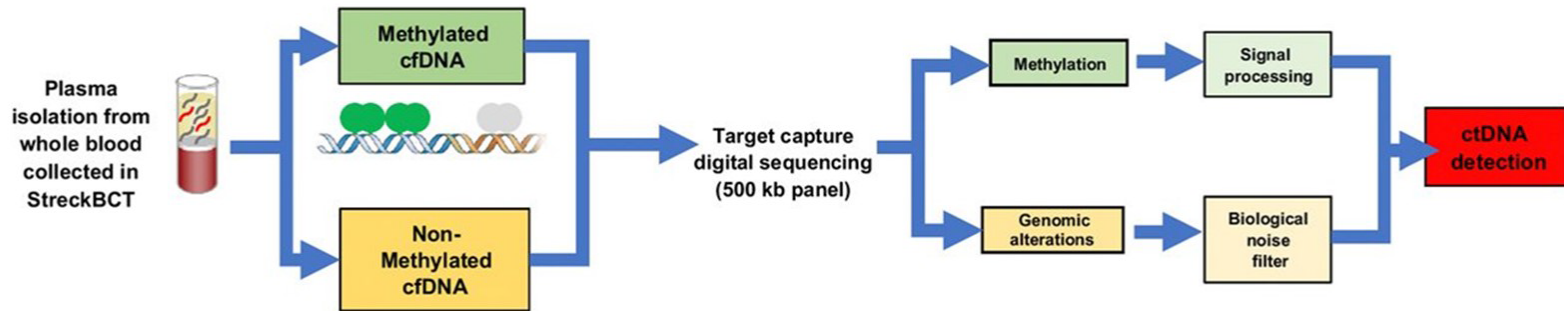 Plasma
isolation from
whole blood
collected in
StreckBCT
Methylated
cfDNA
Non-
Methylated
cfDNA
Target capture
digital sequencing
(500 kb panel)
Methylation
Signal
processing
Genomic
alterations
Biological
noise
filter
ctDNA
detection